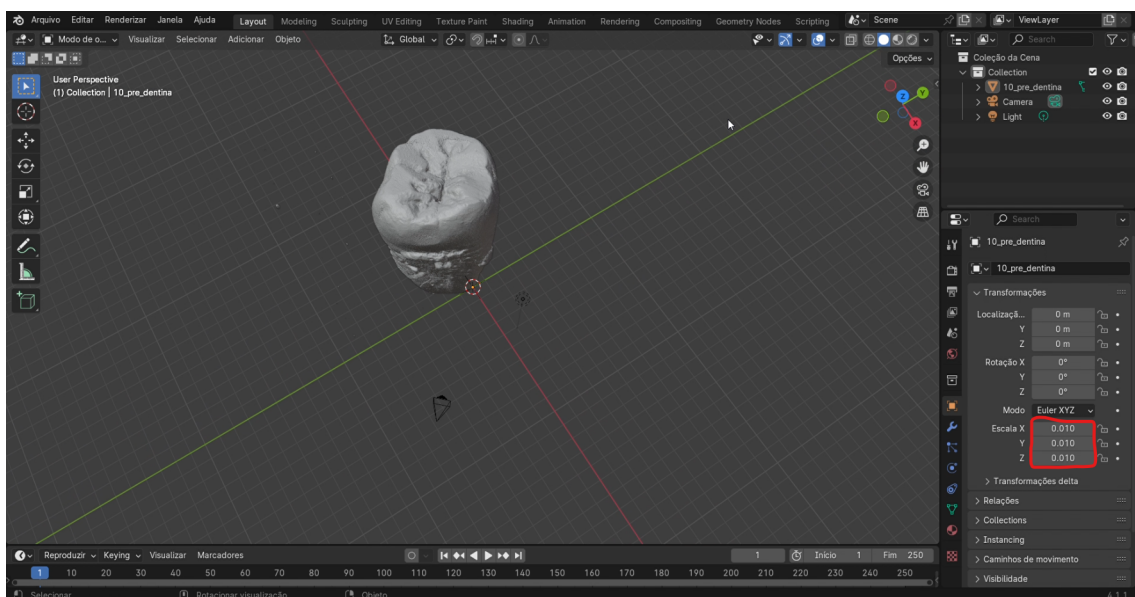 Arquivo Editar Renderizar Janela Ajuda Layout Modeling Sculpting UV Editing Texture Paint Shading Animation Rendering Compositing Geometry Nodes Scripting Scene ViewLayer
Modo de o... Visualizar Selecionar Adicionar Objeto Global Search
Opções
User Perspective
(1) Collection | 10_pre_dentina
Z
Y
X
Coleção da Cena
Collection
10_pre_dentina
Camera
Light
Search
10_pre_dentina
10_pre_dentina
Transformações
Localizaçã... 0 m
Y 0 m
Z 0 m
Rotação X 0°
Y 0°
Z 0°
Modo Euler XYZ
Escala X 0.010
Y 0.010
Z 0.010
Transformações delta
Relações
Collections
Instancing
Caminhos de movimento
Visibilidade
Reproduzir Keying Visualizar Marcadores 1 Início 1 Fim 250
1 10 20 30 40 50 60 70 80 90 100 110 120 130 140 150 160 170 180 190 200 210 220 230 240 250
Selecionar Rotacionar visualização Objeto 4.1.1